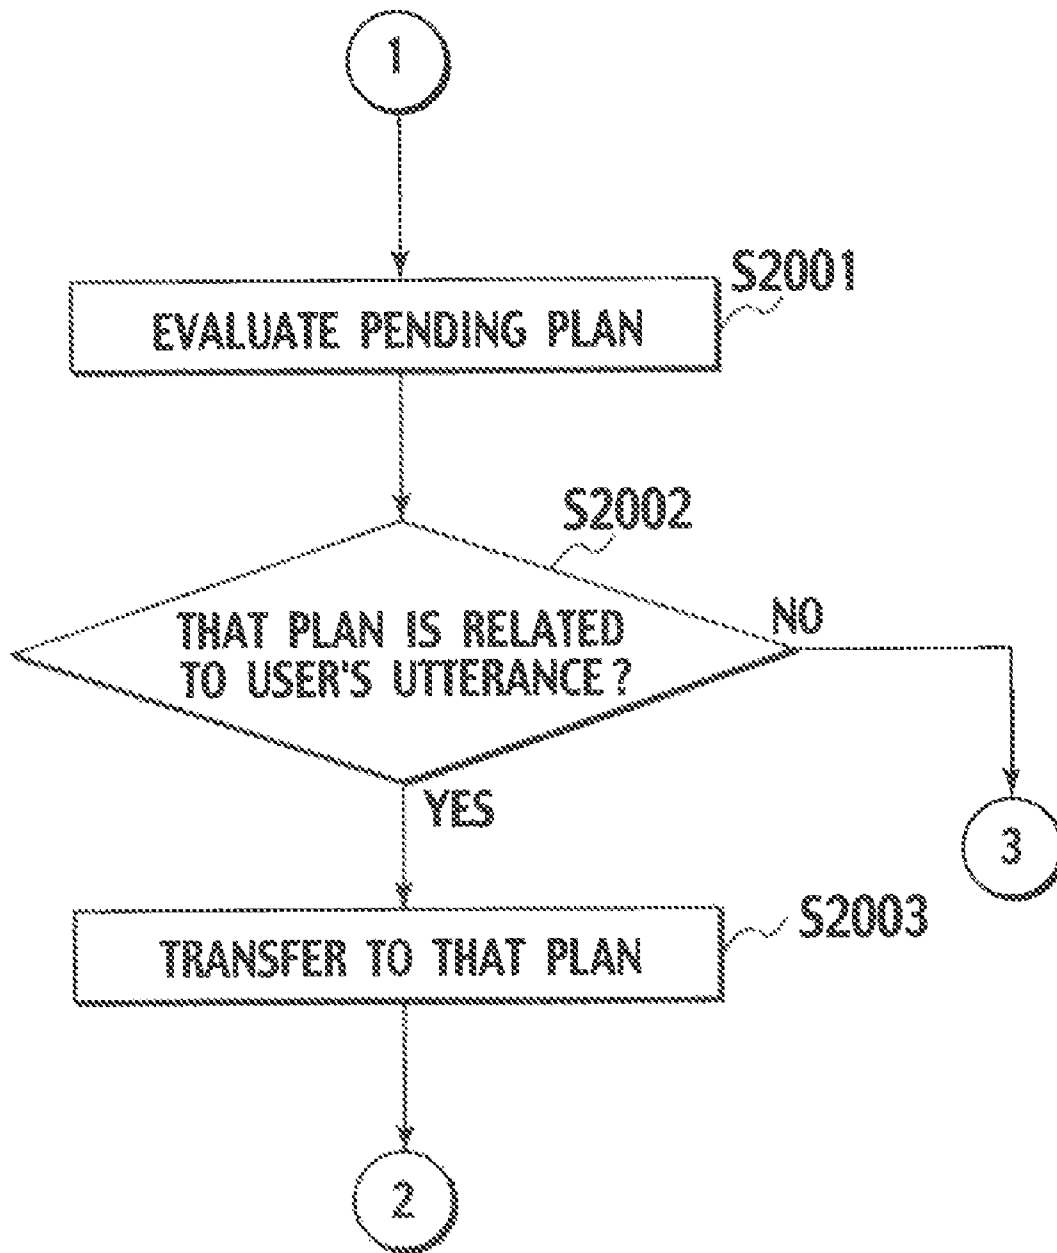 1
S2001
EVALUATE PENDING PLAN
S2002
THAT PLAN IS RELATED
TO USER'S UTTERANCE?
NO
YES
3
S2003
TRANSFER TO THAT PLAN
2